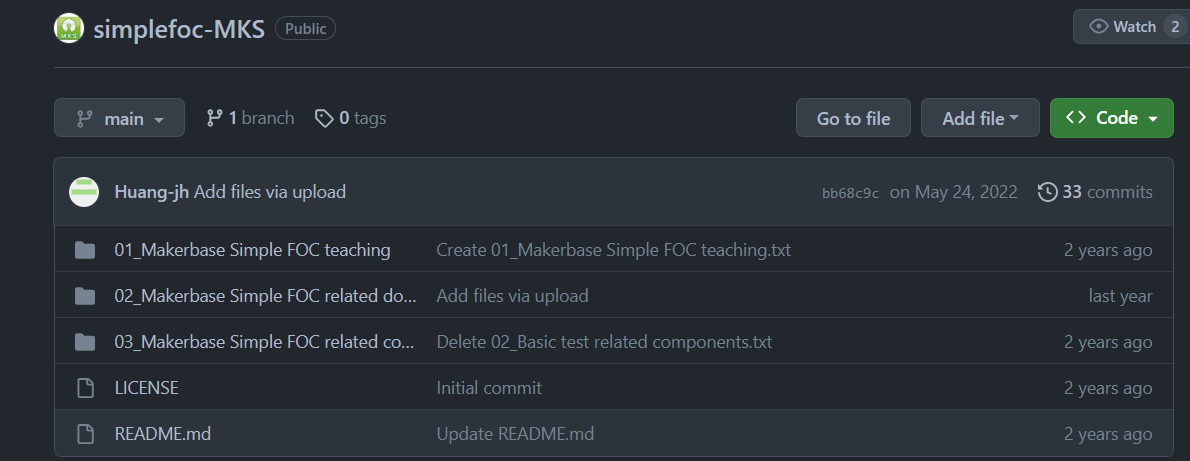 simplefoc-MKS Public Watch 2
main 1 branch 0 tags Go to file Add file Code
Huang-jh Add files via upload bb68c9c on May 24, 2022 33 commits
01_Makerbase Simple FOC teaching Create 01_Makerbase Simple FOC teaching.txt 2 years ago
02_Makerbase Simple FOC related do... Add files via upload last year
03_Makerbase Simple FOC related co... Delete 02_Basic test related components.txt 2 years ago
LICENSE Initial commit 2 years ago
README.md Update README.md 2 years ago